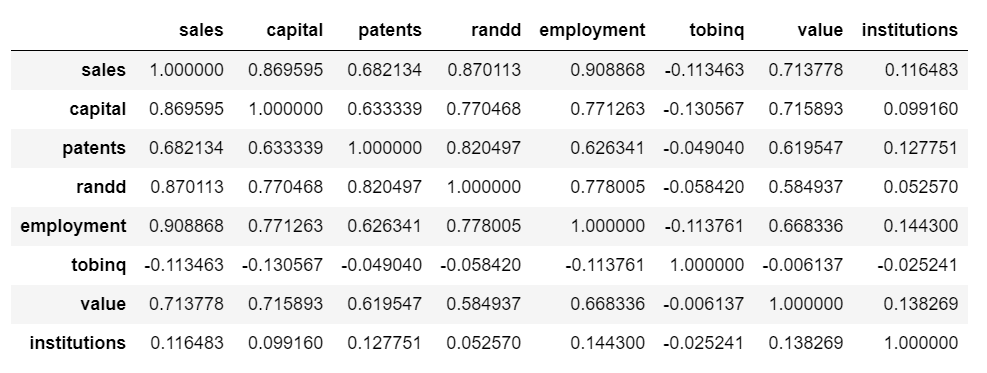 sales capital patents randd employment tobinq value institutions
sales 1.000000 0.869595 0.682134 0.870113 0.908868 -0.113463 0.713778 0.116483
capital 0.869595 1.000000 0.633339 0.770468 0.771263 -0.130567 0.715893 0.099160
patents 0.682134 0.633339 1.000000 0.820497 0.626341 -0.049040 0.619547 0.127751
randd 0.870113 0.770468 0.820497 1.000000 0.778005 -0.058420 0.584937 0.052570
employment 0.908868 0.771263 0.626341 0.778005 1.000000 -0.113761 0.668336 0.144300
tobinq -0.113463 -0.130567 -0.049040 -0.058420 -0.113761 1.000000 -0.006137 -0.025241
value 0.713778 0.715893 0.619547 0.584937 0.668336 -0.006137 1.000000 0.138269
institutions 0.116483 0.099160 0.127751 0.052570 0.144300 -0.025241 0.138269 1.000000